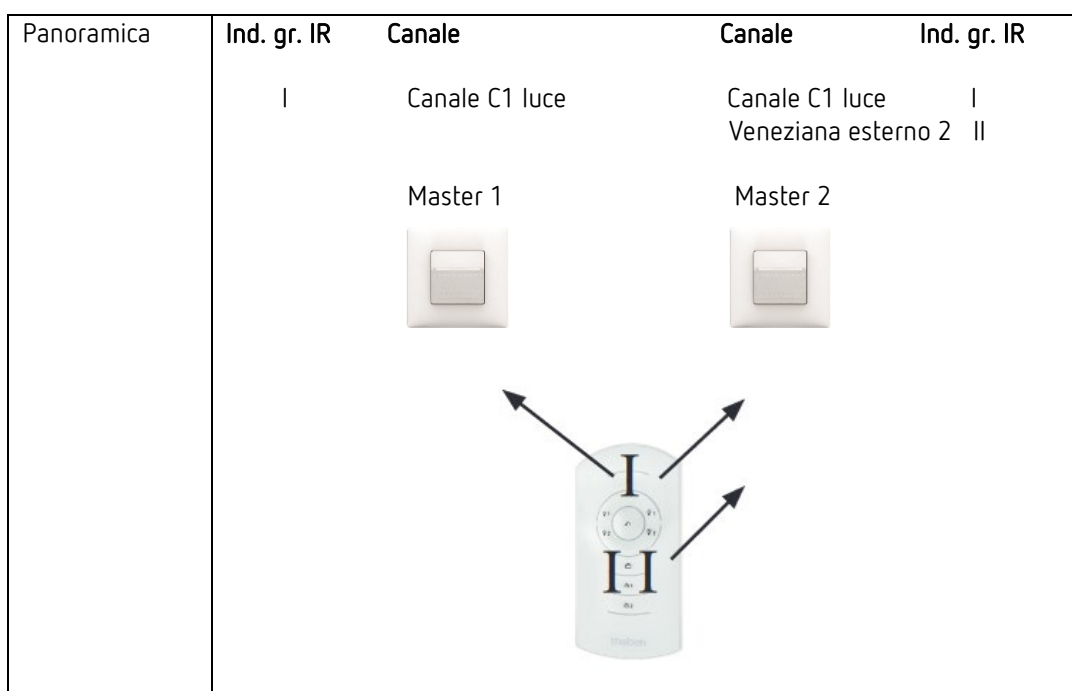 Panoramica Ind. gr. IR Canale Canale Ind. gr. IR
I Canale C1 luce Canale C1 luce I
Veneziana esterno 2 II
Master 1 Master 2
I
II
theben